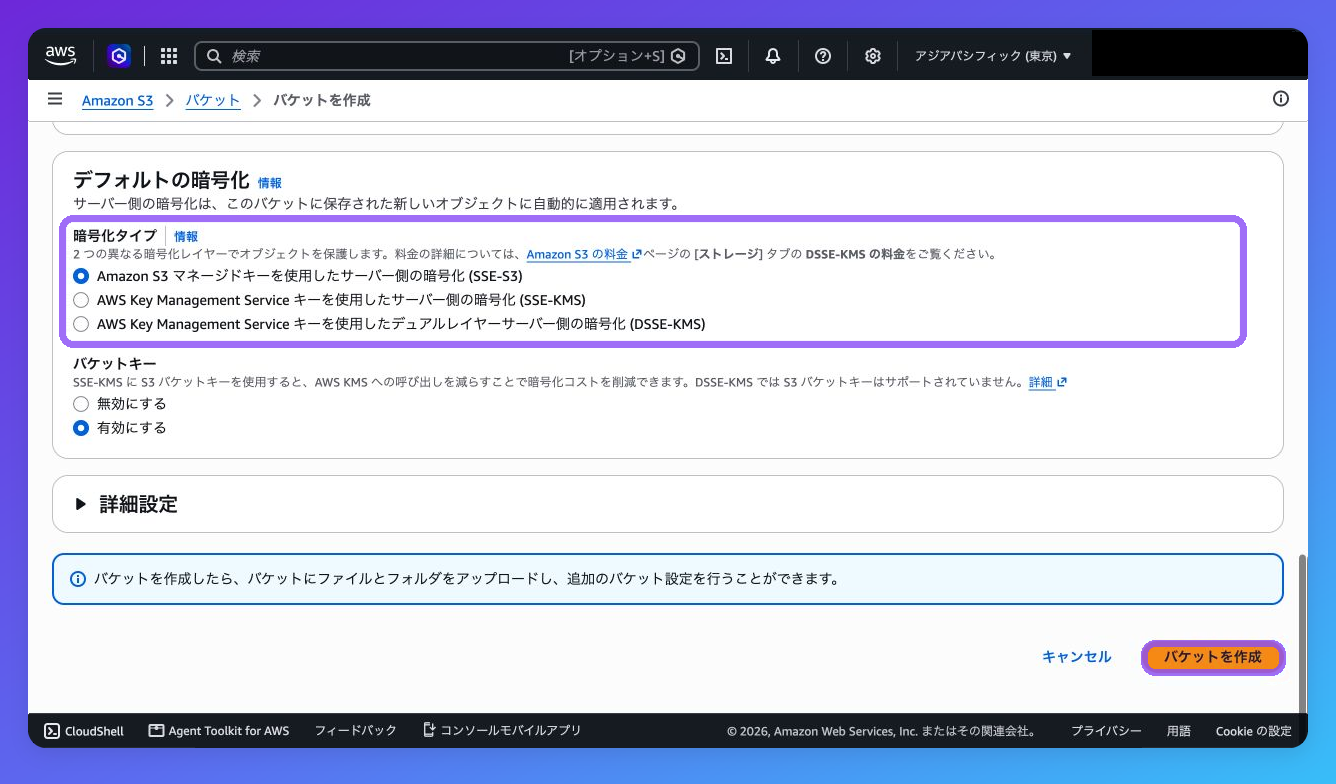 aws
検索 [オプション+S] アジアパシフィック (東京)
Amazon S3 バケット バケットを作成
デフォルトの暗号化 情報
サーバー側の暗号化は、このバケットに保存された新しいオブジェクトに自動的に適用されます。
暗号化タイプ 情報
2 つの異なる暗号化レイヤーでオブジェクトを保護します。料金の詳細については、Amazon S3 の料金 ページの [ストレージ] タブの DSSE-KMS の料金をご覧ください。
Amazon S3 マネージドキーを使用したサーバー側の暗号化 (SSE-S3)
AWS Key Management Service キーを使用したサーバー側の暗号化 (SSE-KMS)
AWS Key Management Service キーを使用したデュアルレイヤーサーバー側の暗号化 (DSSE-KMS)
バケットキー
SSE-KMS に S3 バケットキーを使用すると、AWS KMS への呼び出しを減らすことで暗号化コストを削減できます。DSSE-KMS では S3 バケットキーはサポートされていません。詳細
無効にする
有効にする
詳細設定
バケットを作成したら、バケットにファイルとフォルダをアップロードし、追加のバケット設定を行うことができます。
キャンセル バケットを作成
CloudShell Agent Toolkit for AWS フィードバック コンソールモバイルアプリ © 2026, Amazon Web Services, Inc. またはその関連会社。 プライバシー 用語 Cookie の設定